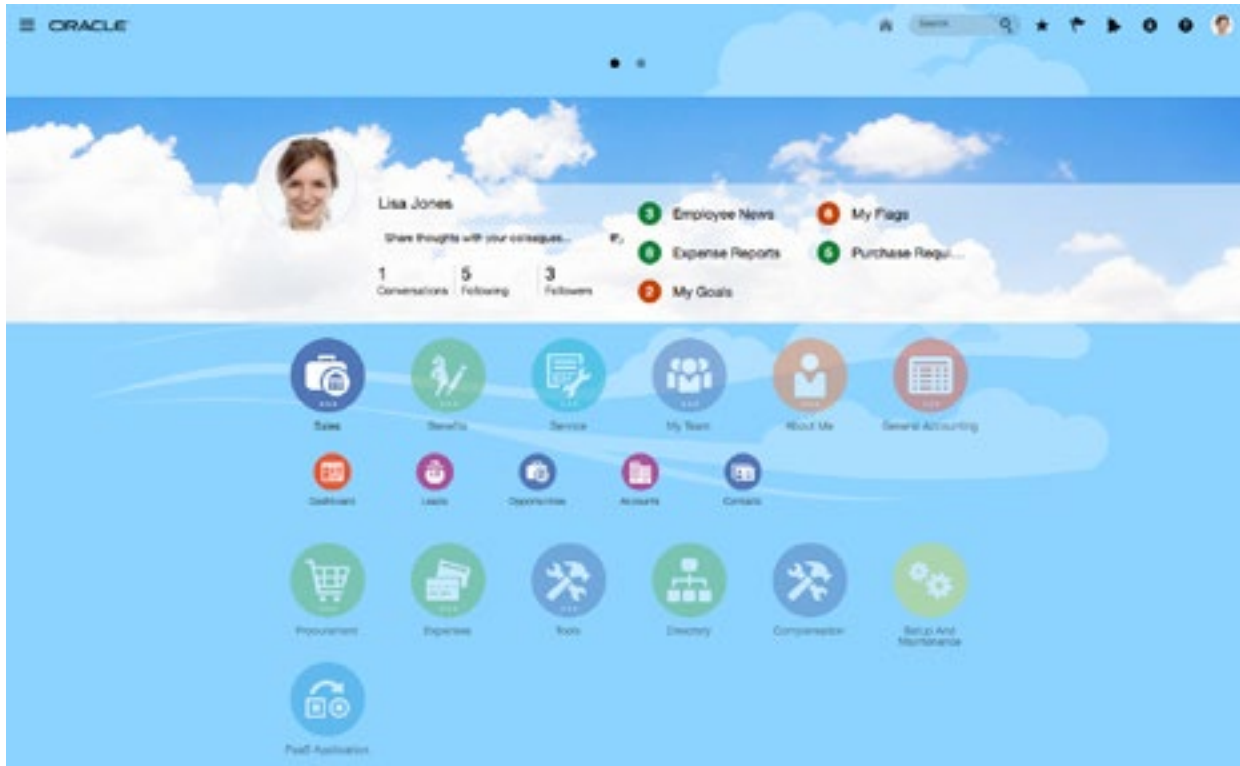 ORACLE
Search
Lisa Jones
Share thoughts with your colleagues...
1 5 3
Conversations Following Followers
3 Employee News
My Flags
Expense Reports
Purchase Requi...
2 My Goals
Sales Benefits Service My Team About Me General Accounting
Dashboard Leads Opportunities Accounts Contacts
Procurement Expenses Tools Directory Compensation Setup And
Maintenance
PaaS Application